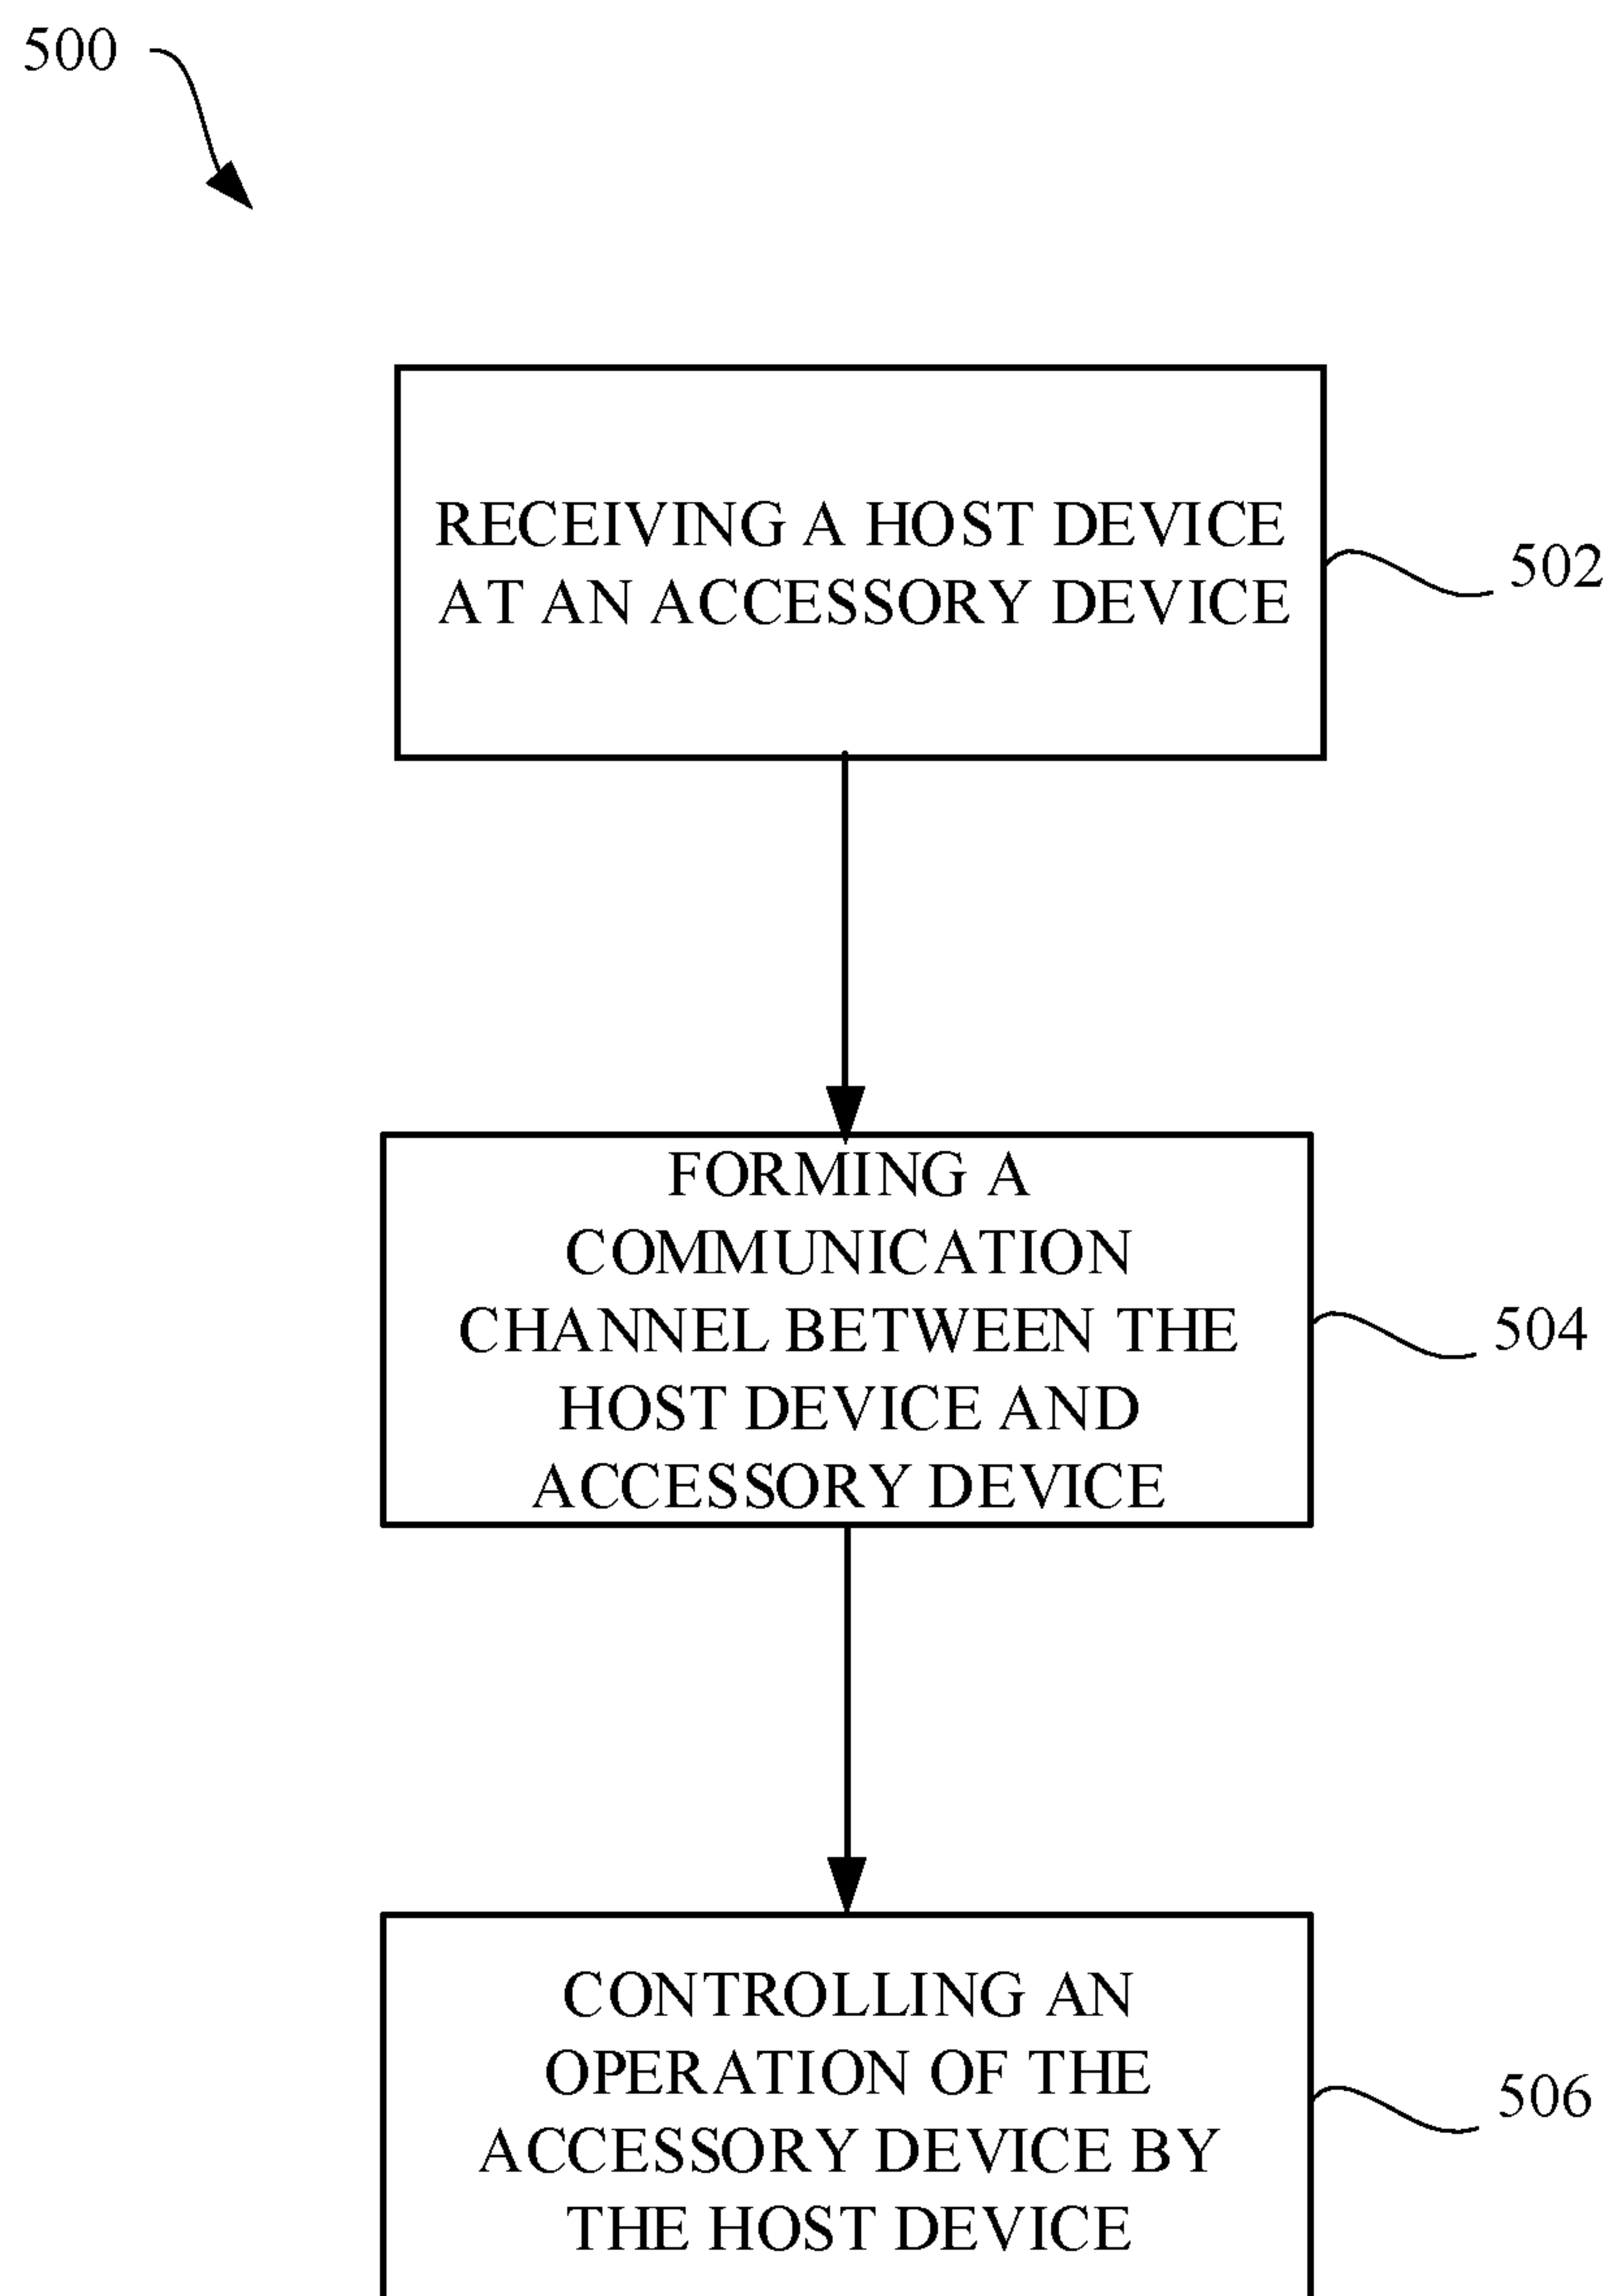 500
RECEIVING A HOST DEVICE
AT AN ACCESSORY DEVICE
502
FORMING A
COMMUNICATION
CHANNEL BETWEEN THE
HOST DEVICE AND
ACCESSORY DEVICE
504
CONTROLLING AN
OPERATION OF THE
ACCESSORY DEVICE BY
THE HOST DEVICE
506